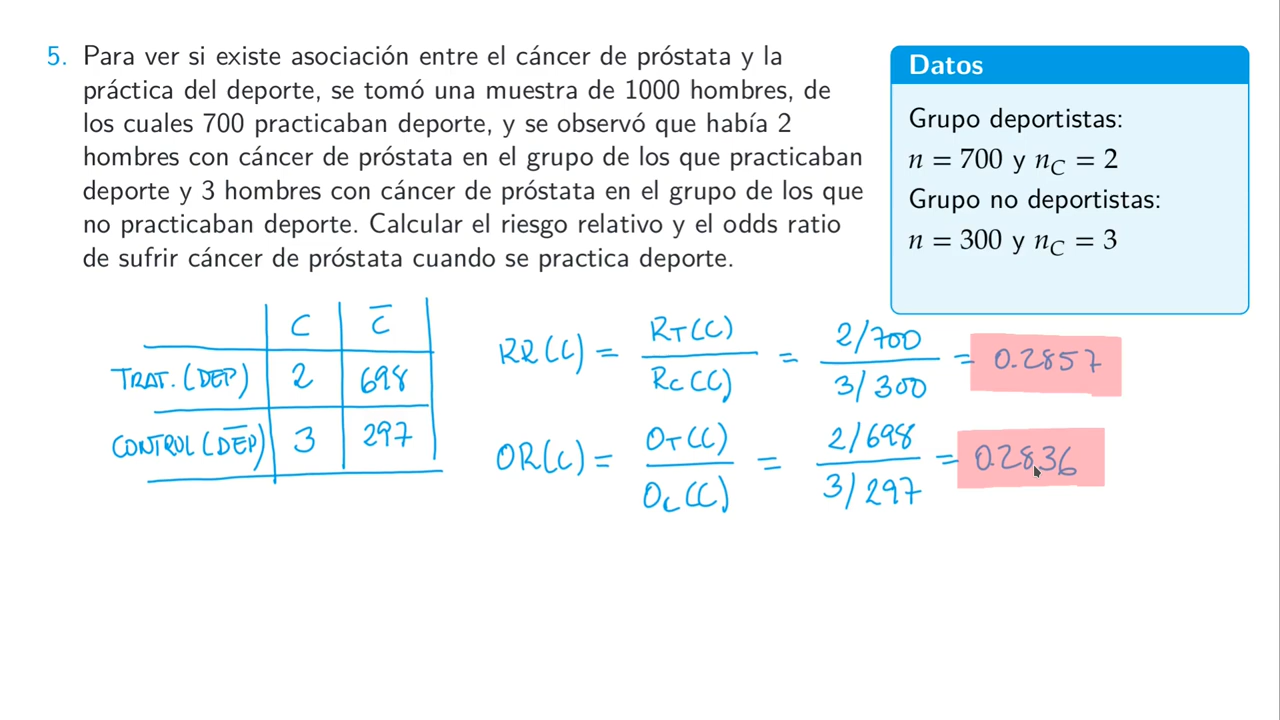 5. Para ver si existe asociación entre el cáncer de próstata y la
práctica del deporte, se tomó una muestra de 1000 hombres, de
los cuales 700 practicaban deporte, y se observó que había 2
hombres con cáncer de próstata en el grupo de los que practicaban
deporte y 3 hombres con cáncer de próstata en el grupo de los que
no practicaban deporte. Calcular el riesgo relativo y el odds ratio
de sufrir cáncer de próstata cuando se practica deporte.
Datos
Grupo deportistas:
n = 700 y n_C = 2
Grupo no deportistas:
n = 300 y n_C = 3
C C̅
TRAT. (DEP) 2 698
CONTROL (D̅E̅P̅) 3 297
RR(C) = R_T(C) / R_C(C) = (2/700) / (3/300) = 0.2857
OR(C) = O_T(C) / O_C(C) = (2/698) / (3/297) = 0.2836